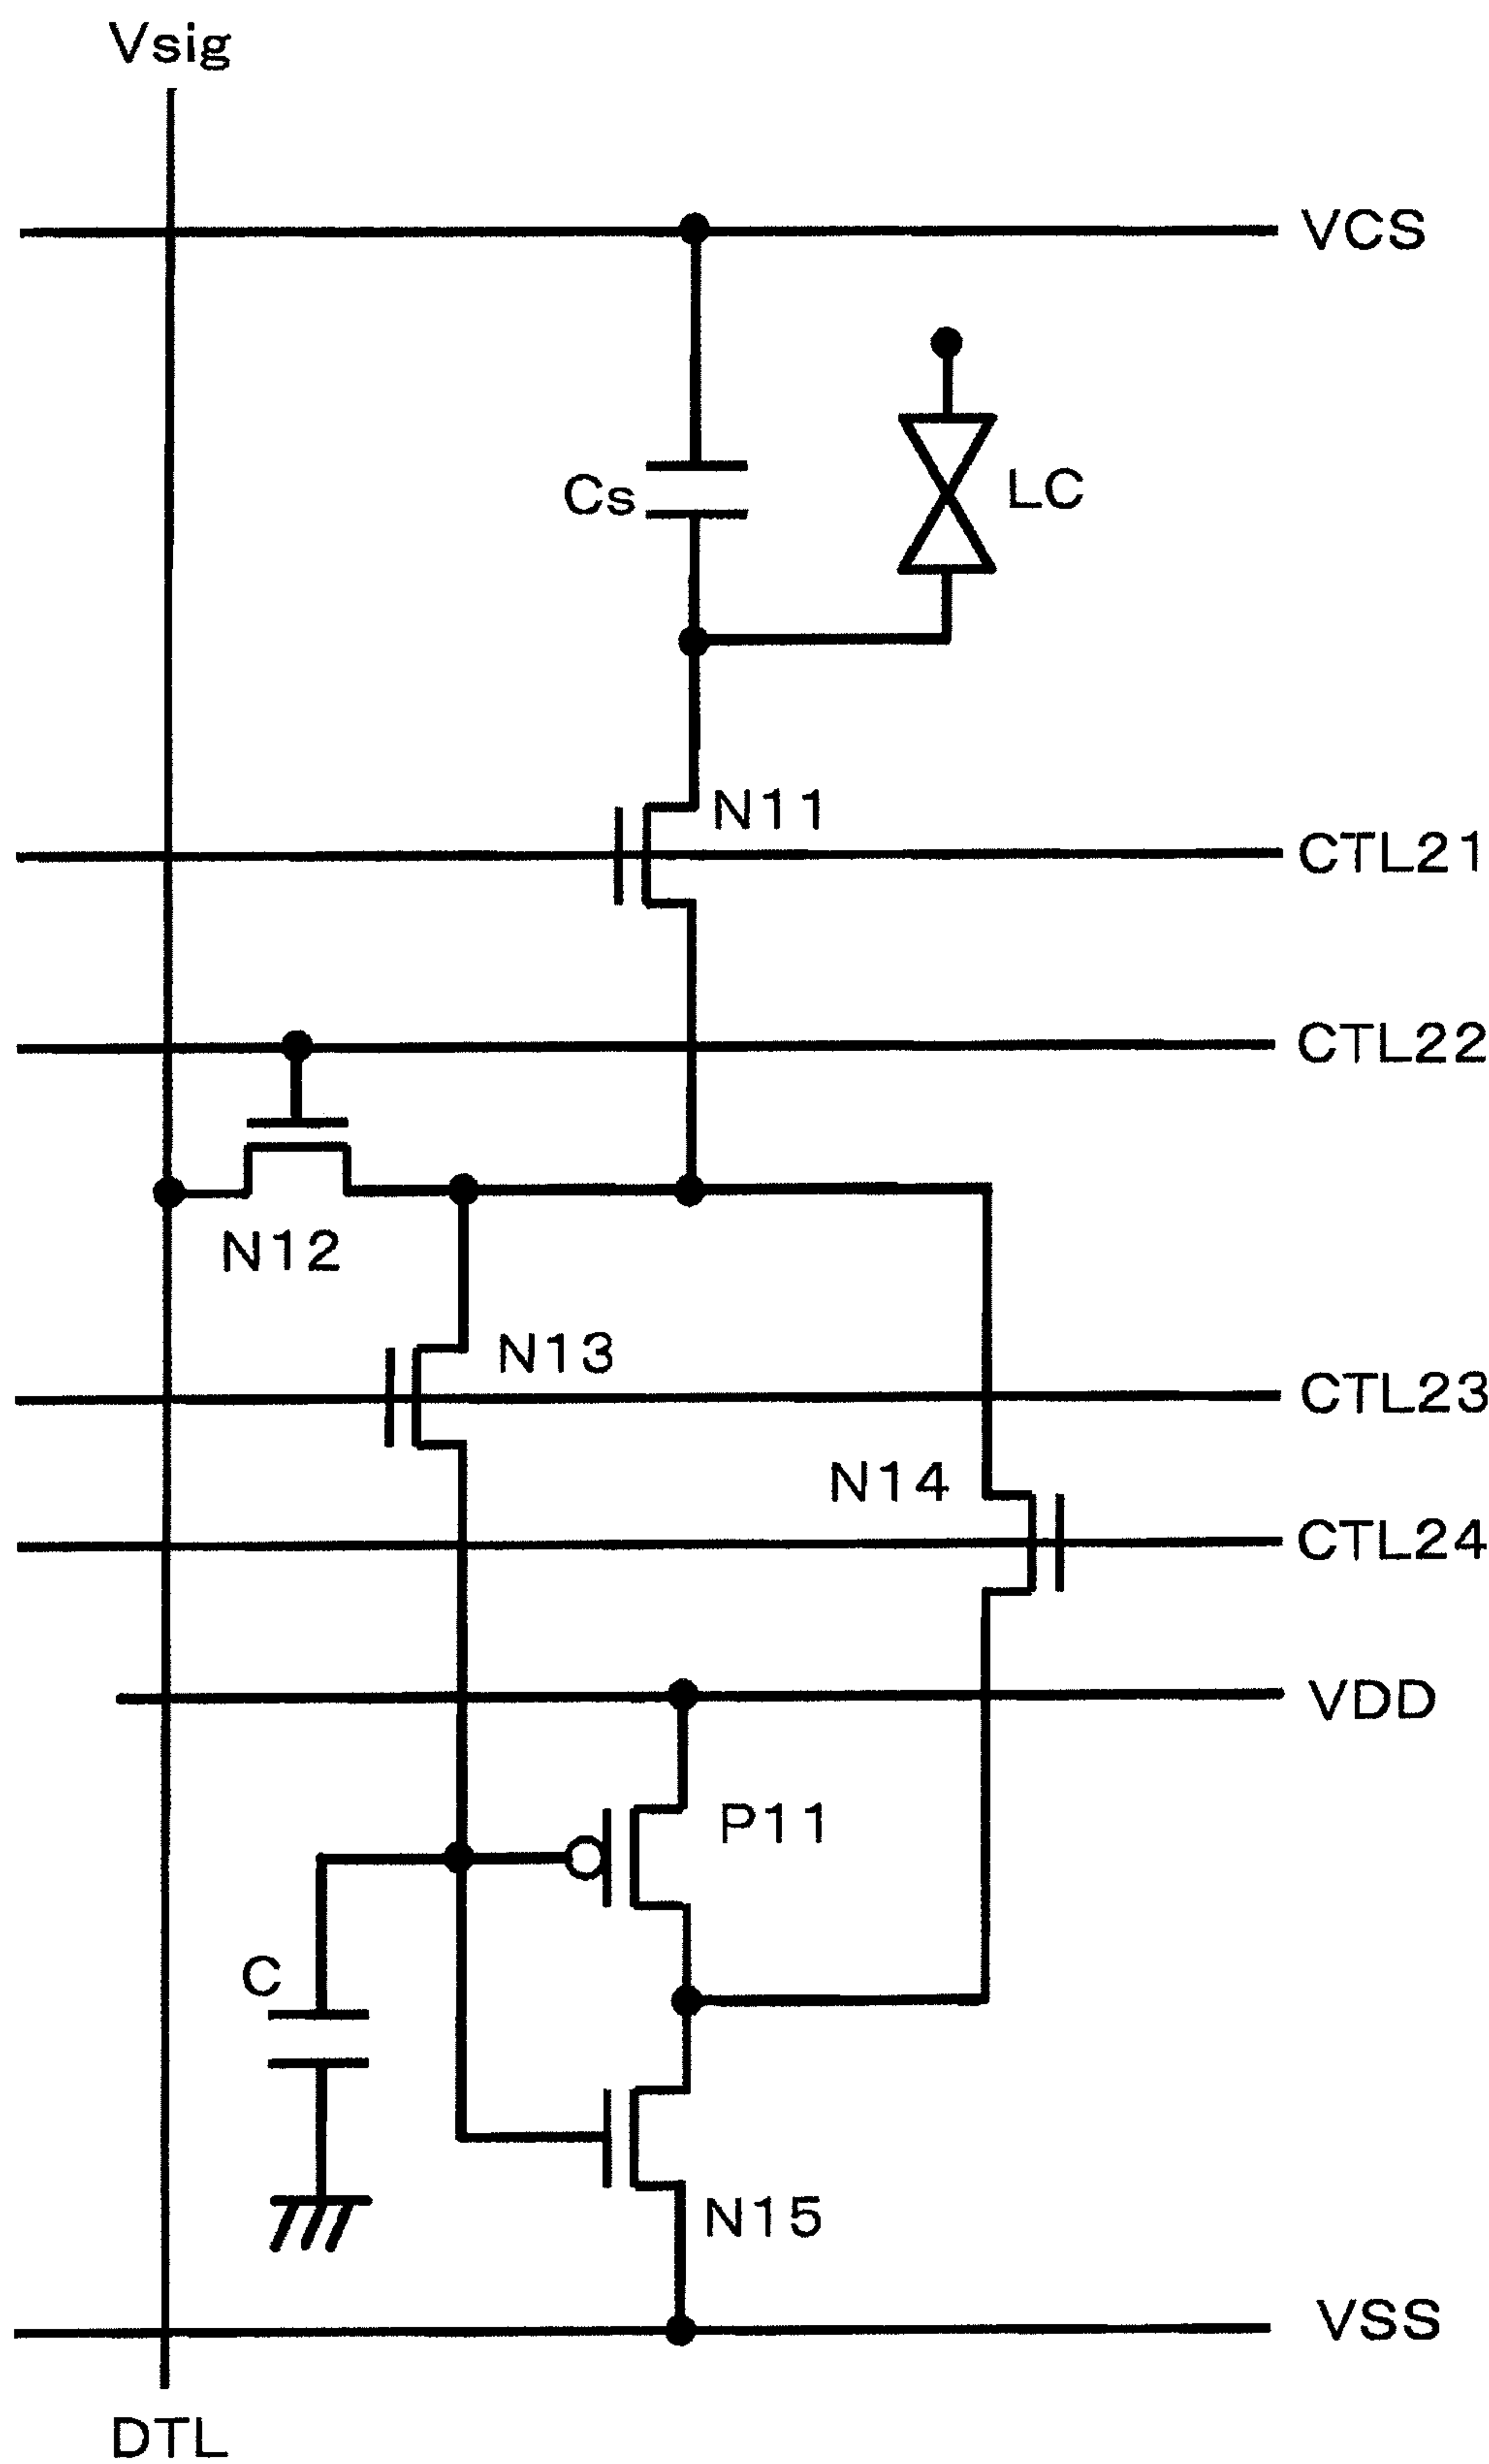 Vsig
VCS
Cs
LC
N11
CTL21
CTL22
N12
N13
CTL23
N14
CTL24
VDD
P11
C
N15
VSS
DTL